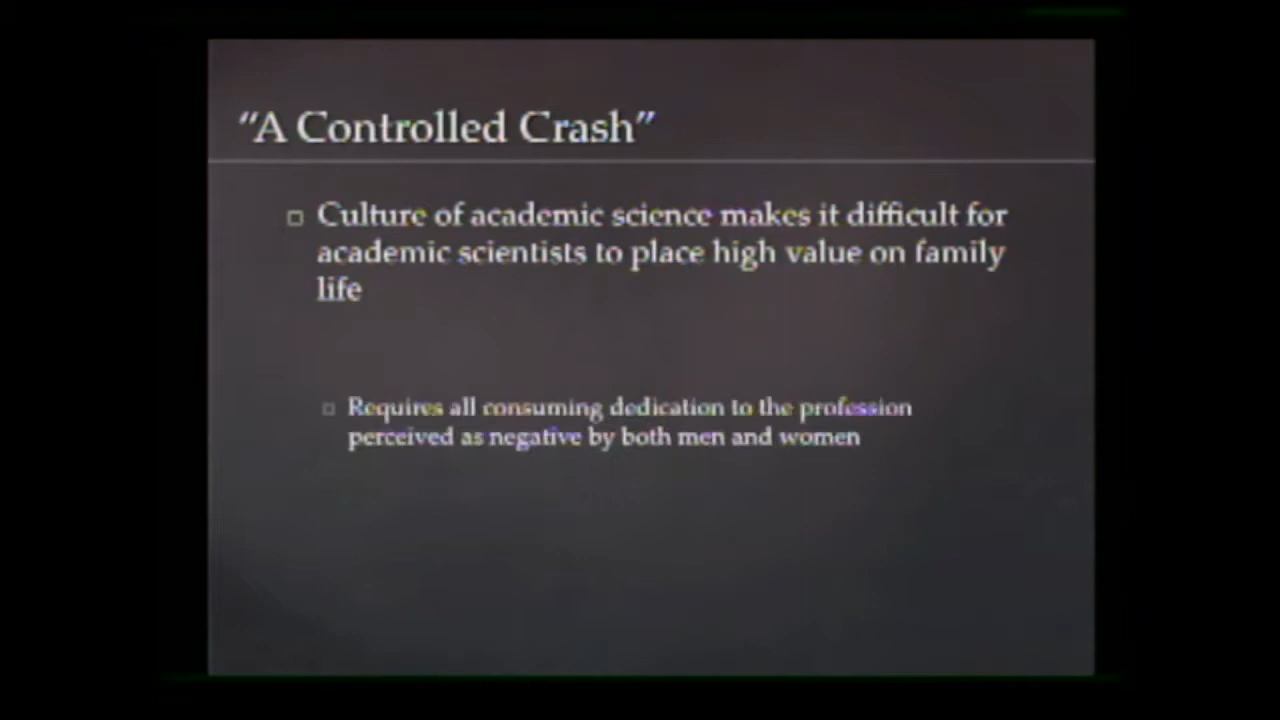 “A Controlled Crash”
Culture of academic science makes it difficult for
academic scientists to place high value on family
life
Requires all consuming dedication to the profession
perceived as negative by both men and women